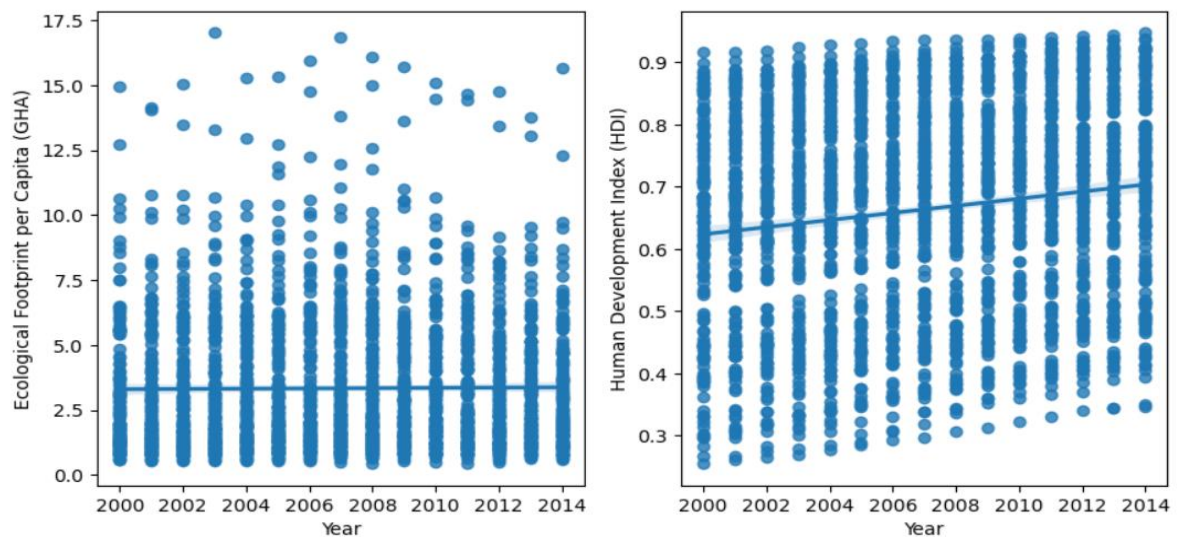 Ecological Footprint per Capita (GHA)
17.5
15.0
12.5
10.0
7.5
5.0
2.5
0.0
2000 2002 2004 2006 2008 2010 2012 2014
Year
Human Development Index (HDI)
0.9
0.8
0.7
0.6
0.5
0.4
0.3
2000 2002 2004 2006 2008 2010 2012 2014
Year